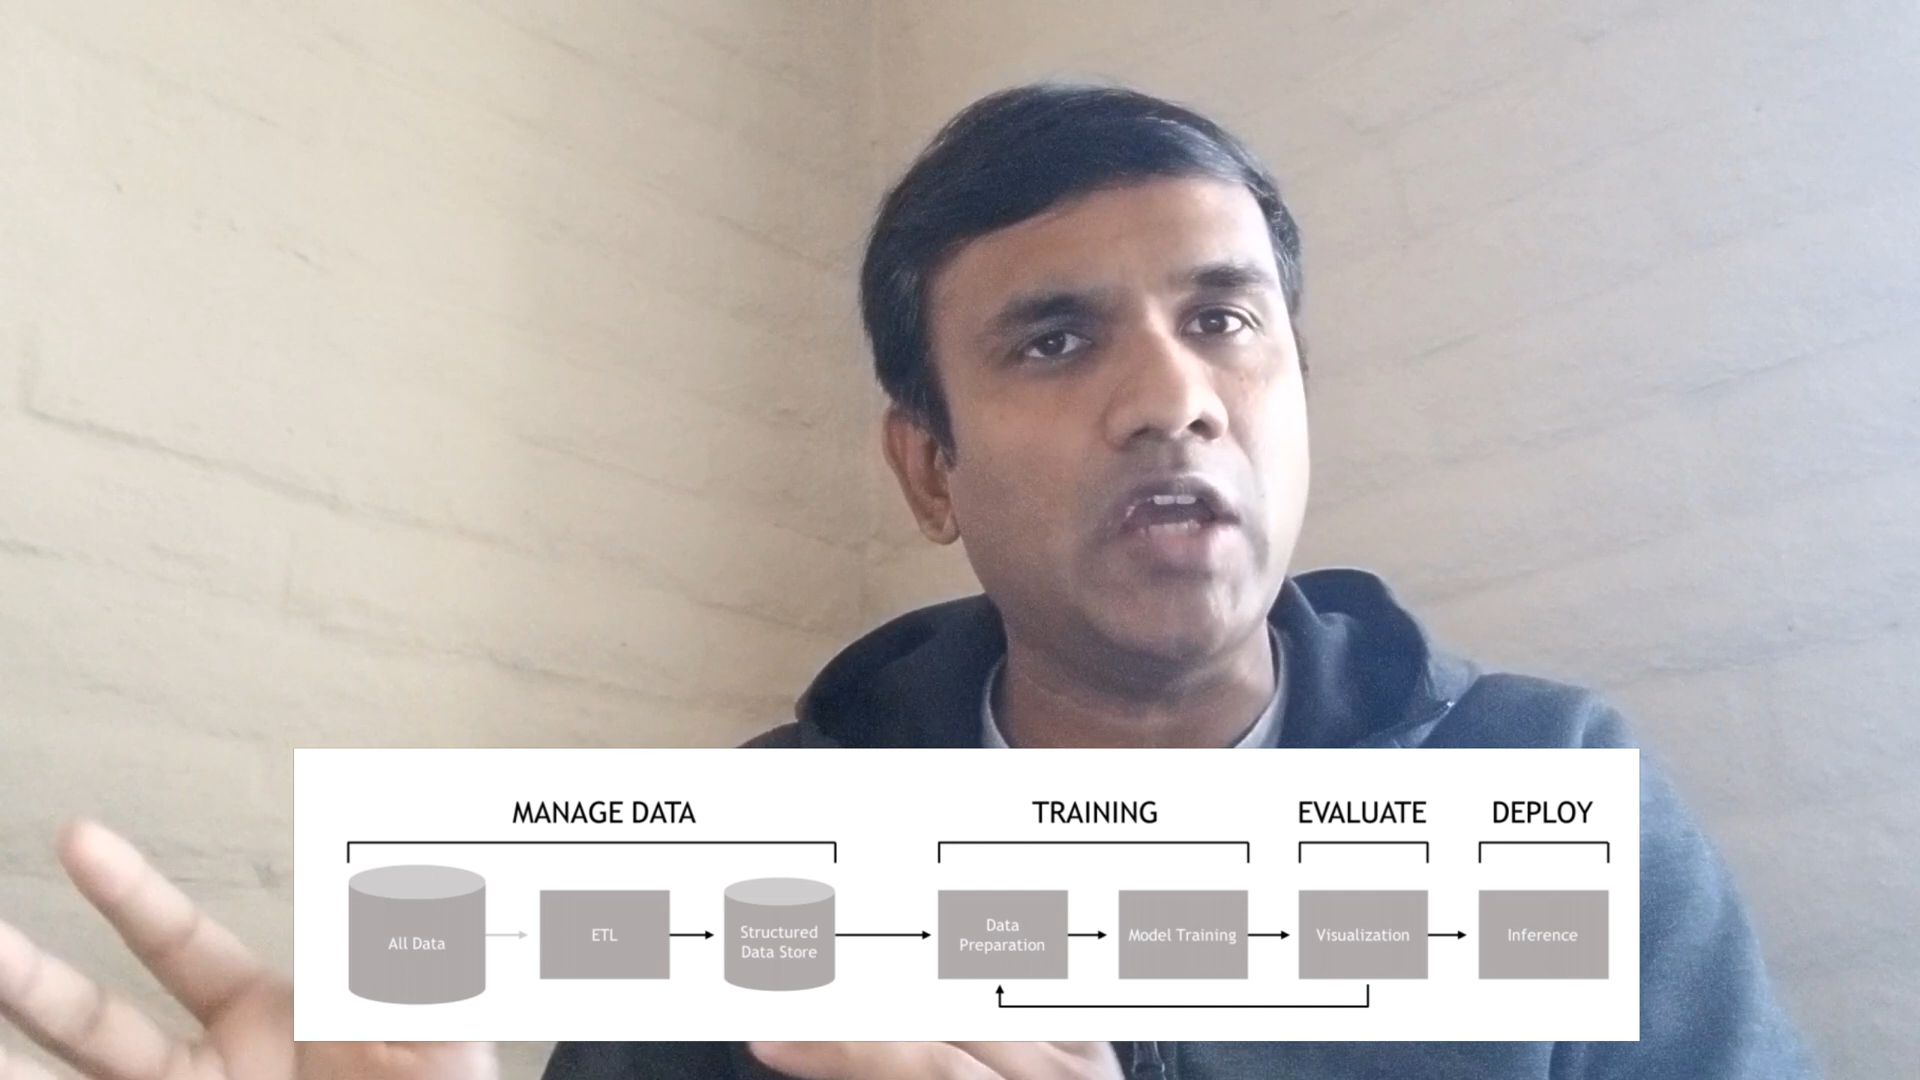 MANAGE DATA
TRAINING
EVALUATE
DEPLOY
All Data
ETL
Structured
Data Store
Data
Preparation
Model Training
Visualization
Inference